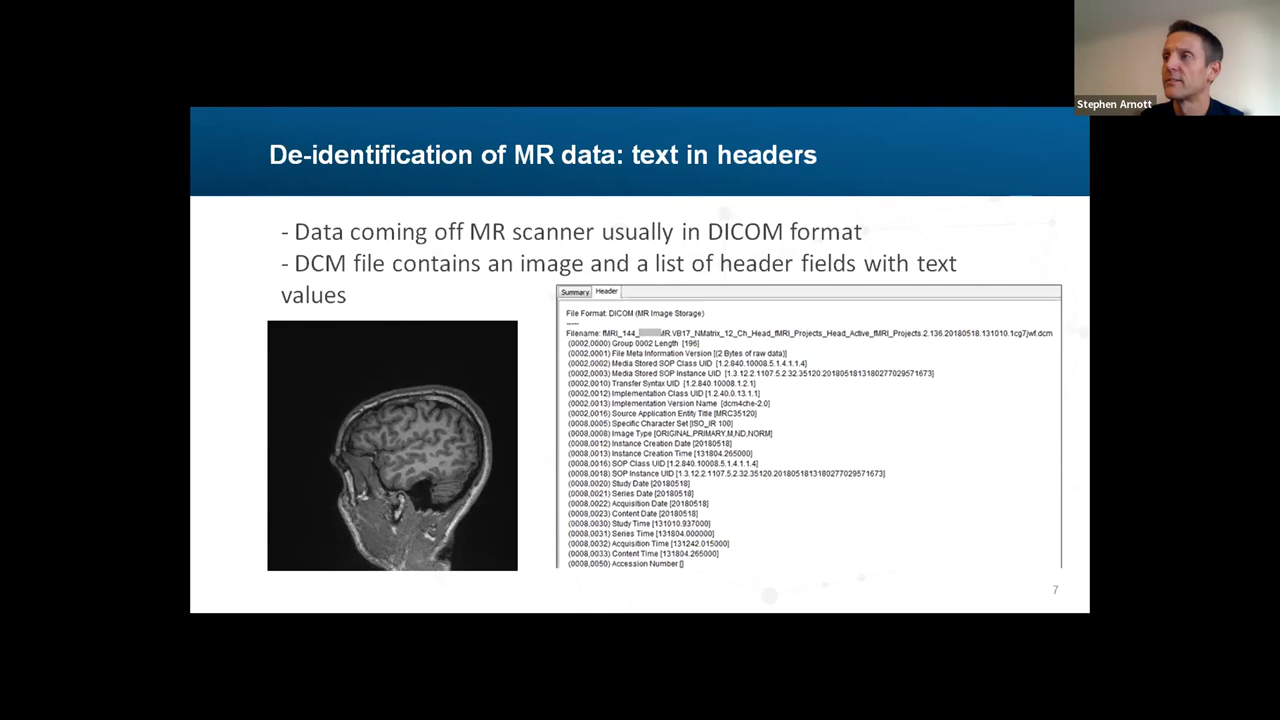 Stephen Arnott
De-identification of MR data: text in headers
- Data coming off MR scanner usually in DICOM format
- DCM file contains an image and a list of header fields with text
values
Summary Header
File Format: DICOM (MR Image Storage)
----
Filename: fMRI_144_ MR.VB17_NMatrix_12_Ch_Head_fMRI_Projects_Head_Active_fMRI_Projects.2.136.20180518.131010.1cg7jwf.dcm
(0002,0000) Group 0002 Length [196]
(0002,0001) File Meta Information Version [(2 Bytes of raw data)]
(0002,0002) Media Stored SOP Class UID [1.2.840.10008.5.1.4.1.1.4]
(0002,0003) Media Stored SOP Instance UID [1.3.12.2.1107.5.2.32.35120.2018051813180277029571673]
(0002,0010) Transfer Syntax UID [1.2.840.10008.1.2.1]
(0002,0012) Implementation Class UID [1.2.40.0.13.1.1]
(0002,0013) Implementation Version Name [dcm4che-2.0]
(0002,0016) Source Application Entity Title [MRC35120]
(0008,0005) Specific Character Set [ISO_IR 100]
(0008,0008) Image Type [ORIGINAL,PRIMARY,M,ND,NORM]
(0008,0012) Instance Creation Date [20180518]
(0008,0013) Instance Creation Time [131804.265000]
(0008,0016) SOP Class UID [1.2.840.10008.5.1.4.1.1.4]
(0008,0018) SOP Instance UID [1.3.12.2.1107.5.2.32.35120.2018051813180277029571673]
(0008,0020) Study Date [20180518]
(0008,0021) Series Date [20180518]
(0008,0022) Acquisition Date [20180518]
(0008,0023) Content Date [20180518]
(0008,0030) Study Time [131010.937000]
(0008,0031) Series Time [131804.000000]
(0008,0032) Acquisition Time [131242.015000]
(0008,0033) Content Time [131804.265000]
(0008,0050) Accession Number []
7